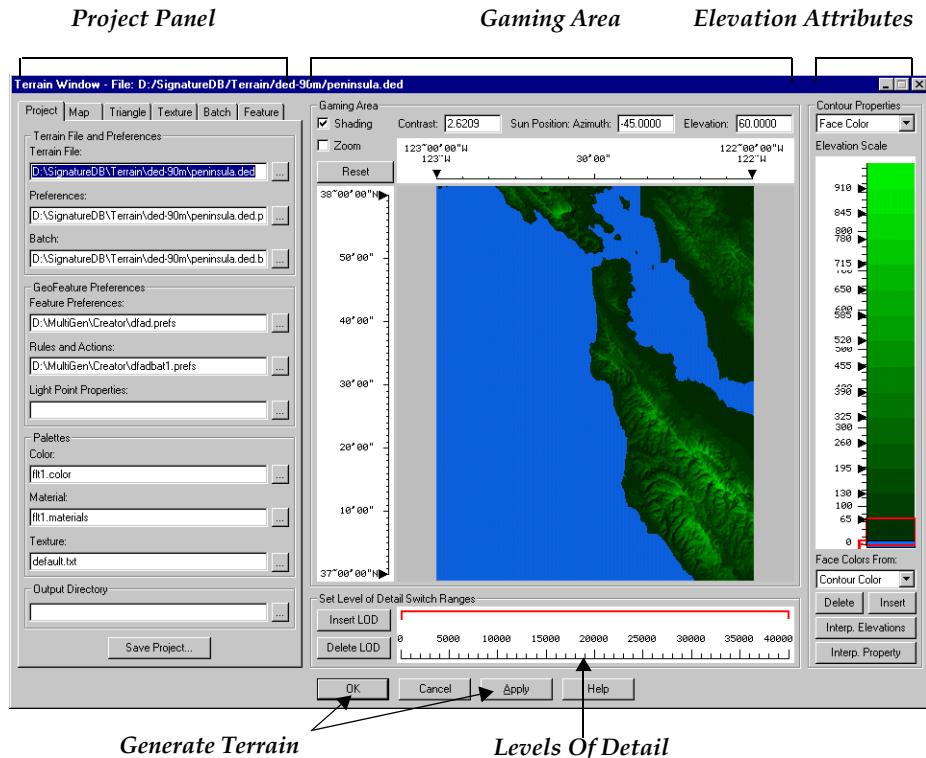 Project Panel
Gaming Area
Elevation Attributes
Terrain Window - File: D:/SignatureDB/Terrain/ded-90m/peninsula.ded
Project Map Triangle Texture Batch Feature
Terrain File and Preferences
Terrain File:
D:\SignatureDB\Terrain\ded-90m\peninsula.ded
...
Preferences:
D:\SignatureDB\Terrain\ded-90m\peninsula.ded.p
...
Batch:
D:\SignatureDB\Terrain\ded-90m\peninsula.ded.b
...
GeoFeature Preferences
Feature Preferences:
D:\MultiGen\Creator\dfad.prefs
...
Rules and Actions:
D:\MultiGen\Creator\dfadbat1.prefs
...
Light Point Properties:
...
Palettes
Color:
flt1.color
...
Material:
flt1.materials
...
Texture:
default.txt
...
Output Directory
...
Save Project...
Gaming Area
Shading
Contrast: 2.6209
Sun Position: Azimuth: -45.0000
Elevation: 60.0000
Zoom
Reset
123~00'00"W
122~00'00"W
123~W
30'00"
122~W
38~00'00"N
50'00"
40'00"
30'00"
20'00"
10'00"
37~00'00"N
Set Level of Detail Switch Ranges
Insert LOD
Delete LOD
0 5000 10000 15000 20000 25000 30000 35000 40000
OK
Cancel
Apply
Help
Contour Properties
Face Color
Elevation Scale
910
845
800
780
715
650
585
520
455
390
325
300
260
195
130
100
65
0
Face Colors From:
Contour Color
Delete
Insert
Interp. Elevations
Interp. Property
Generate Terrain
Levels Of Detail